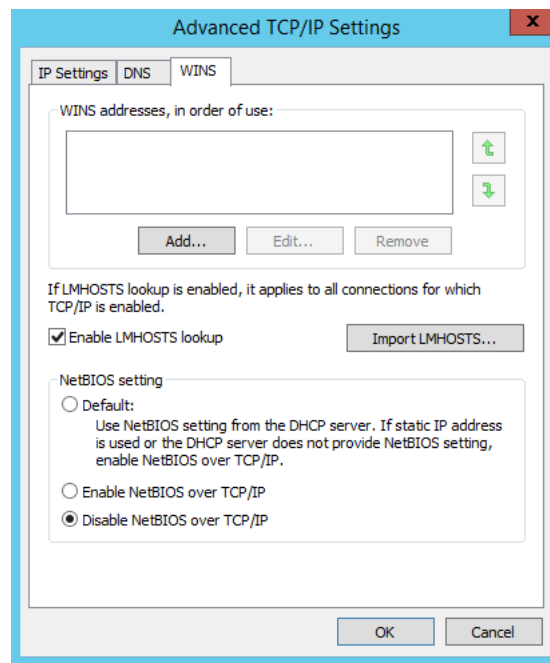 Advanced TCP/IP Settings
x
IP Settings DNS WINS
WINS addresses, in order of use:
Add... Edit... Remove
If LMHOSTS lookup is enabled, it applies to all connections for which
TCP/IP is enabled.
Enable LMHOSTS lookup Import LMHOSTS...
NetBIOS setting
Default:
Use NetBIOS setting from the DHCP server. If static IP address
is used or the DHCP server does not provide NetBIOS setting,
enable NetBIOS over TCP/IP.
Enable NetBIOS over TCP/IP
Disable NetBIOS over TCP/IP
OK Cancel